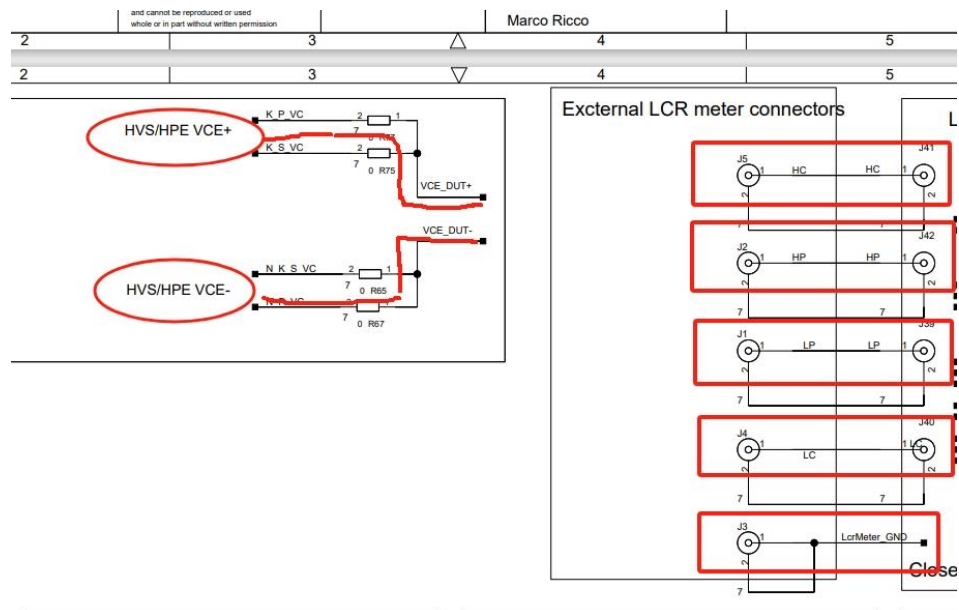 and cannot be reproduced or used
whole or in part without written permission
Marco Ricco
2 3 4 5
2 3 4 5
HVS/HPE VCE+
K_P_VC 2 1
7 0
K_S_VC 2
7 0 R75
VCE_DUT+
VCE_DUT-
HVS/HPE VCE-
N_K_S_VC 2 1
7 0 R65
7 0 R67
Excternal LCR meter connectors
L
J5 1 HC HC 1 J41
2 2
7 7
J2 1 HP HP 1 J42
2 2
7 7
J1 1 LP LP 1 J39
2 2
7 7
J4 1 LC 1 LC J40
2 2
7 7
J3 1 LcrMeter_GND
2
7
Close